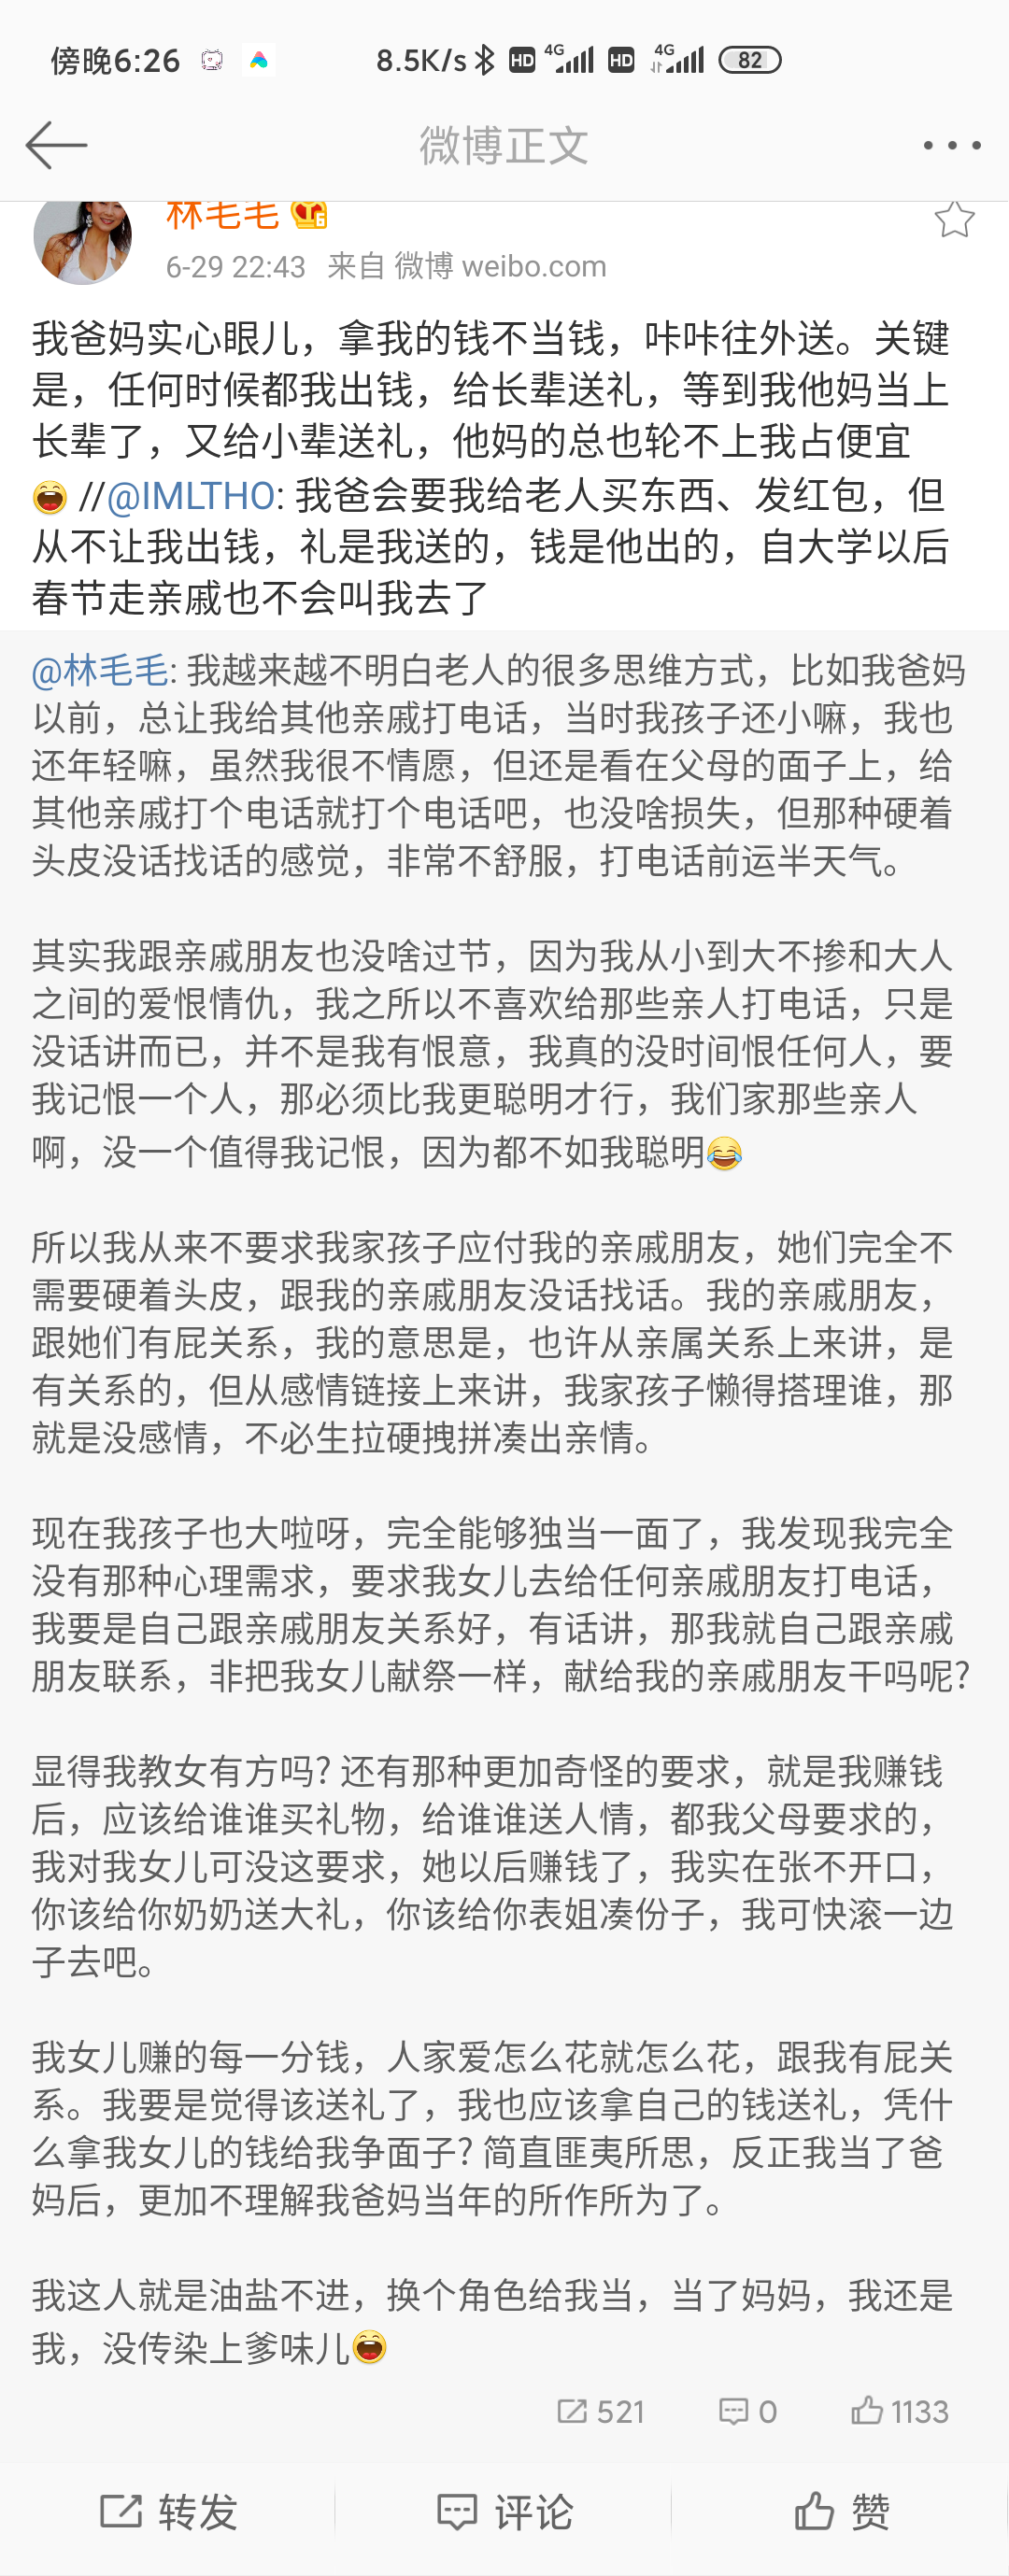 傍晚6:26 8.5K/s HD 4G HD 4G 82
微博正文
林毛毛
6-29 22:43 来自 微博 weibo.com
我爸妈实心眼儿，拿我的钱不当钱，咔咔往外送。关键
是，任何时候都我出钱，给长辈送礼，等到我他妈当上
长辈了，又给小辈送礼，他妈的总也轮不上我占便宜
😄 //@IMLTHO: 我爸会要我给老人买东西、发红包，但
从不让我出钱，礼是我送的，钱是他出的，自大学以后
春节走亲戚也不会叫我去了
@林毛毛: 我越来越不明白老人的很多思维方式，比如我爸妈
以前，总让我给其他亲戚打电话，当时我孩子还小嘛，我也
还年轻嘛，虽然我很不情愿，但还是看在父母的面子上，给
其他亲戚打个电话就打个电话吧，也没啥损失，但那种硬着
头皮没话找话的感觉，非常不舒服，打电话前运半天气。
其实我跟亲戚朋友也没啥过节，因为我从小到大不掺和大人
之间的爱恨情仇，我之所以不喜欢给那些亲人打电话，只是
没话讲而已，并不是我有恨意，我真的没时间恨任何人，要
我记恨一个人，那必须比我更聪明才行，我们家那些亲人
啊，没一个值得我记恨，因为都不如我聪明😂
所以我从来不要求我家孩子应付我的亲戚朋友，她们完全不
需要硬着头皮，跟我的亲戚朋友没话找话。我的亲戚朋友，
跟她们有屁关系，我的意思是，也许从亲属关系上来讲，是
有关系的，但从感情链接上来讲，我家孩子懒得搭理谁，那
就是没感情，不必生拉硬拽拼凑出亲情。
现在我孩子也大啦呀，完全能够独当一面了，我发现我完全
没有那种心理需求，要求我女儿去给任何亲戚朋友打电话，
我要是自己跟亲戚朋友关系好，有话讲，那我就自己跟亲戚
朋友联系，非把我女儿献祭一样，献给我的亲戚朋友干吗呢?
显得我教女有方吗? 还有那种更加奇怪的要求，就是我赚钱
后，应该给谁谁买礼物，给谁谁送人情，都我父母要求的，
我对我女儿可没这要求，她以后赚钱了，我实在张不开口，
你该给你奶奶送大礼，你该给你表姐凑份子，我可快滚一边
子去吧。
我女儿赚的每一分钱，人家爱怎么花就怎么花，跟我有屁关
系。我要是觉得该送礼了，我也应该拿自己的钱送礼，凭什
么拿我女儿的钱给我争面子? 简直匪夷所思，反正我当了爸
妈后，更加不理解我爸妈当年的所作所为了。
我这人就是油盐不进，换个角色给我当，当了妈妈，我还是
我，没传染上爹味儿😄
521 0 1133
转发 评论 赞